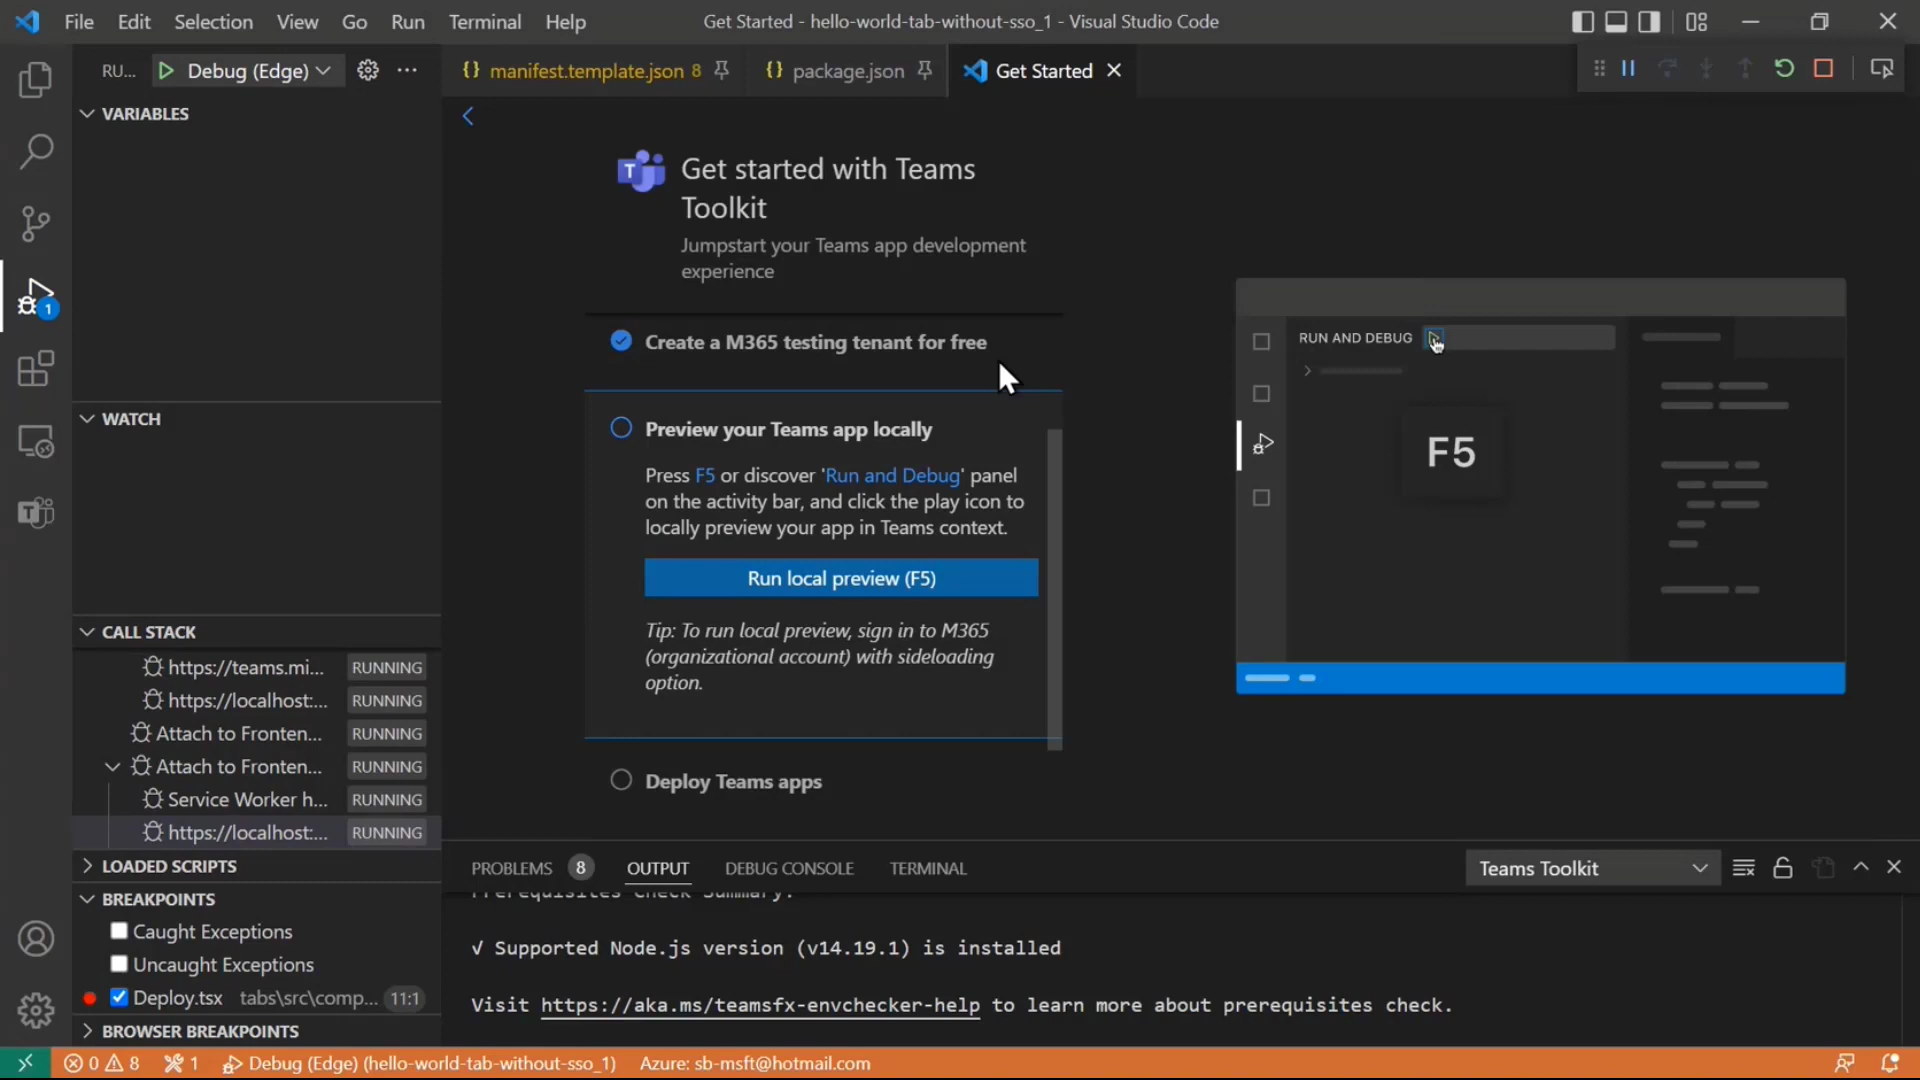 File Edit Selection View Go Run Terminal Help
Get Started - hello-world-tab-without-sso_1 - Visual Studio Code
RU... Debug (Edge)
manifest.template.json 8
package.json
Get Started
VARIABLES
WATCH
CALL STACK
https://teams.mi... RUNNING
https://localhost:... RUNNING
Attach to Fronten... RUNNING
Attach to Fronten... RUNNING
Service Worker h... RUNNING
https://localhost:... RUNNING
LOADED SCRIPTS
BREAKPOINTS
Caught Exceptions
Uncaught Exceptions
Deploy.tsx tabs\src\comp... 11:1
BROWSER BREAKPOINTS
1
T
Get started with Teams
Toolkit
Jumpstart your Teams app development
experience
Create a M365 testing tenant for free
Preview your Teams app locally
Press F5 or discover 'Run and Debug' panel
on the activity bar, and click the play icon to
locally preview your app in Teams context.
Run local preview (F5)
Tip: To run local preview, sign in to M365
(organizational account) with sideloading
option.
Deploy Teams apps
RUN AND DEBUG
F5
PROBLEMS 8 OUTPUT DEBUG CONSOLE TERMINAL
Teams Toolkit
Prerequisites Check Summary:
√ Supported Node.js version (v14.19.1) is installed
Visit https://aka.ms/teamsfx-envchecker-help to learn more about prerequisites check.
0 8 1 Debug (Edge) (hello-world-tab-without-sso_1) Azure: sb-msft@hotmail.com